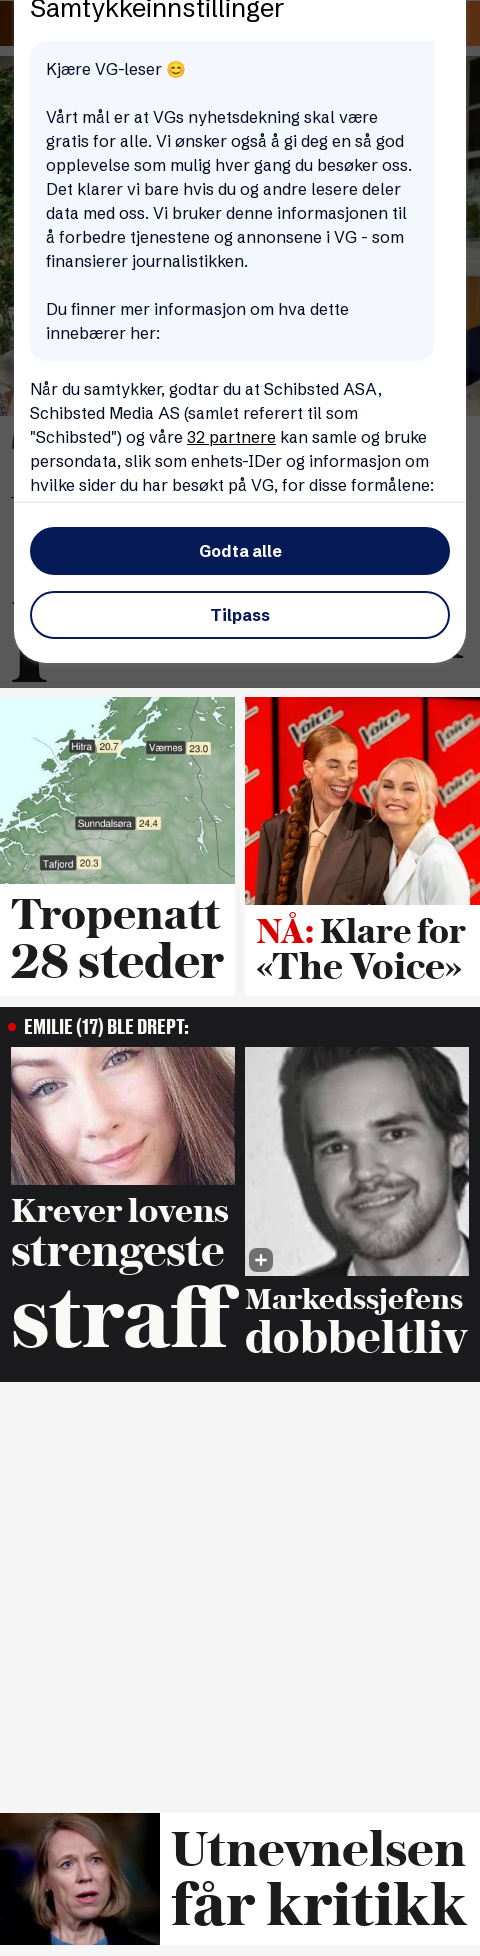 Samtykkeinnstillinger
Kjære VG-leser 😊
Vårt mål er at VGs nyhetsdekning skal være
gratis for alle. Vi ønsker også å gi deg en så god
opplevelse som mulig hver gang du besøker oss.
Det klarer vi bare hvis du og andre lesere deler
data med oss. Vi bruker denne informasjonen til
å forbedre tjenestene og annonsene i VG - som
finansierer journalistikken.
Du finner mer informasjon om hva dette
innebærer her:
Når du samtykker, godtar du at Schibsted ASA,
Schibsted Media AS (samlet referert til som
"Schibsted") og våre 32 partnere kan samle og bruke
persondata, slik som enhets-IDer og informasjon om
hvilke sider du har besøkt på VG, for disse formålene:
Godta alle
Tilpass
Hitra 20.7
Værnes 23.0
Sunndalsøra 24.4
Tafjord 20.3
Tropenatt
28 steder
Voice
Voice
Voice
NÅ: Klare for
«The Voice»
EMILIE (17) BLE DREPT:
Krever lovens
strengeste
straff
Markedssjefens
dobbeltliv
Utnevnelsen
får kritikk